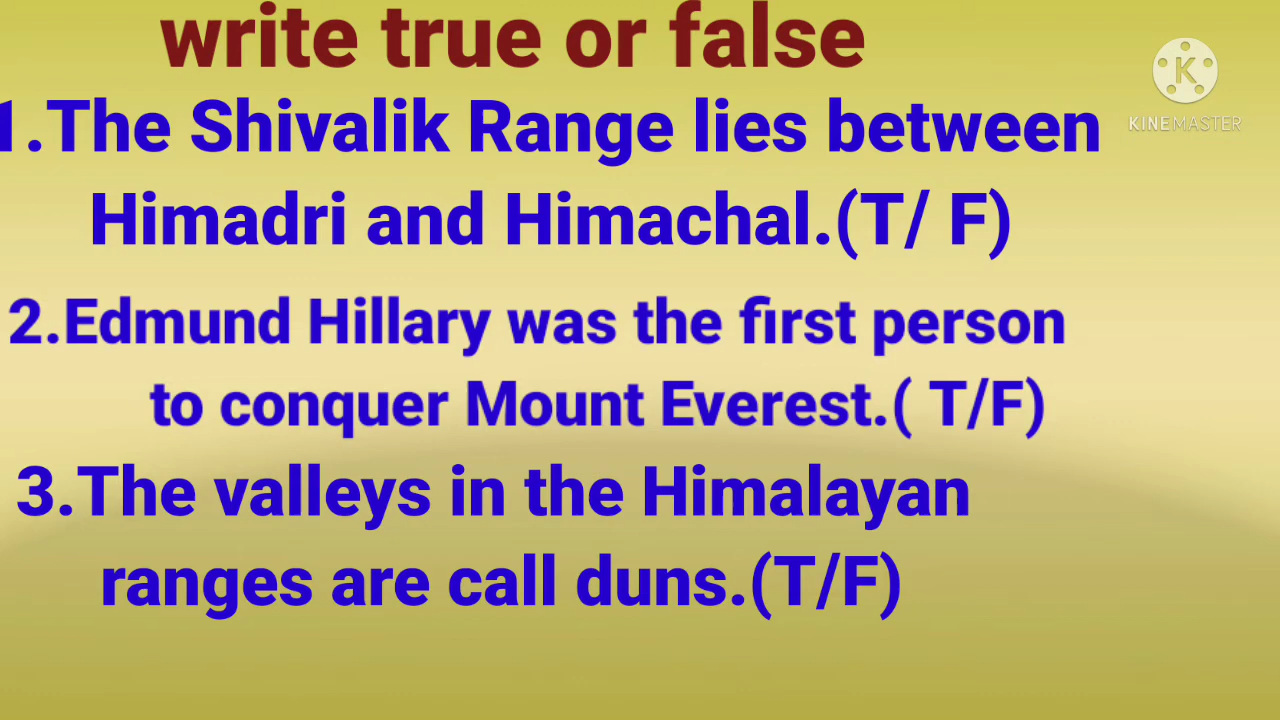 write true or false
1.The Shivalik Range lies between
Himadri and Himachal.(T/ F)
2.Edmund Hillary was the first person
to conquer Mount Everest.( T/F)
3.The valleys in the Himalayan
ranges are call duns.(T/F)
K
KINEMASTER